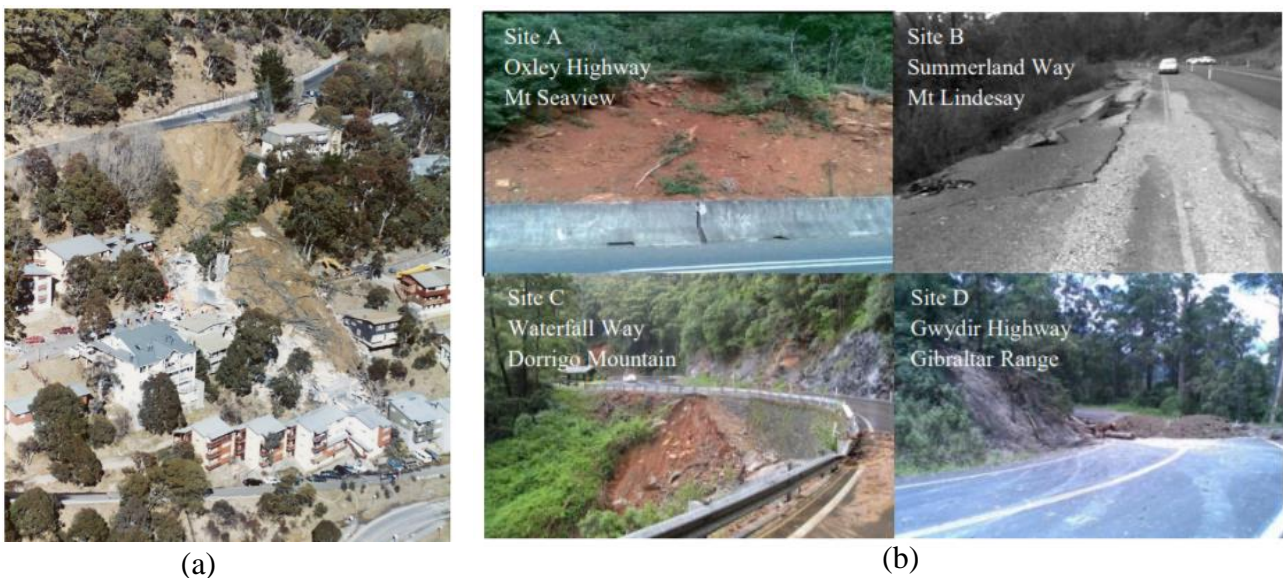 Site A
Oxley Highway
Mt Seaview
Site B
Summerland Way
Mt Lindesay
Site C
Waterfall Way
Dorrigo Mountain
Site D
Gwydir Highway
Gibraltar Range
(a)
(b)